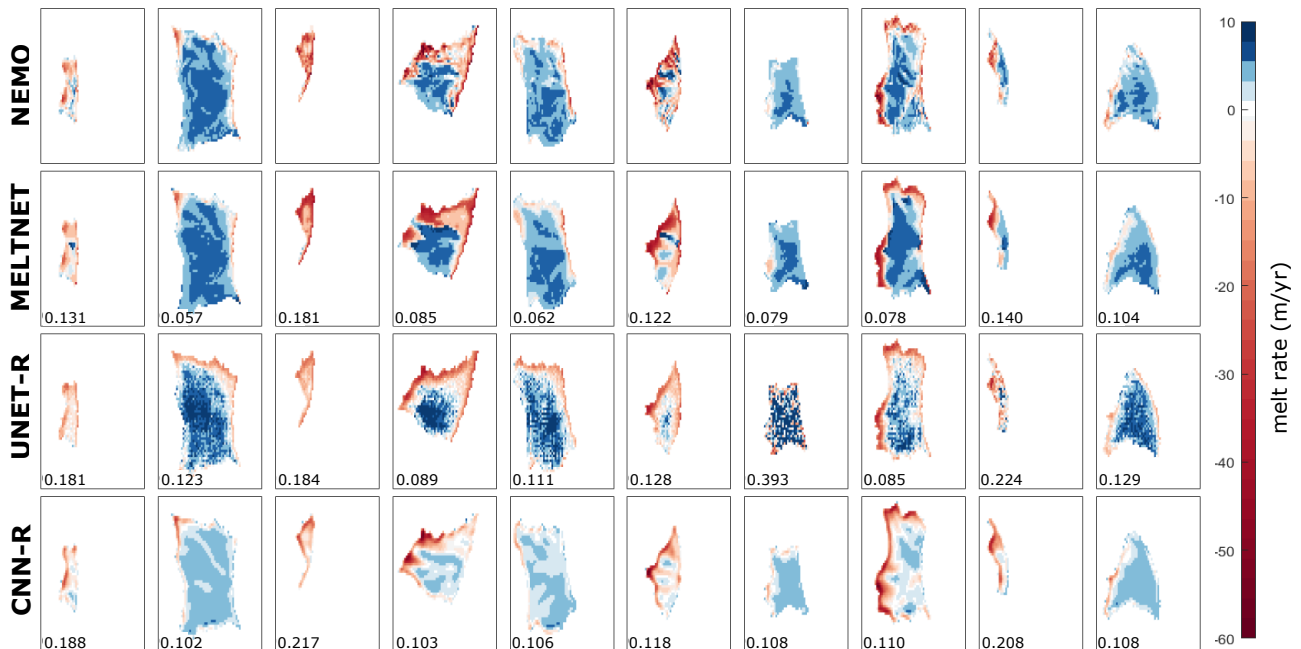 NEMO
MELTNET
0.131 0.057 0.181 0.085 0.062 0.122 0.079 0.078 0.140 0.104
UNET-R
0.181 0.123 0.184 0.089 0.111 0.128 0.393 0.085 0.224 0.129
CNN-R
0.188 0.102 0.217 0.103 0.106 0.118 0.108 0.110 0.208 0.108
10
0
-10
-20
-30
-40
-50
-60
melt rate (m/yr)